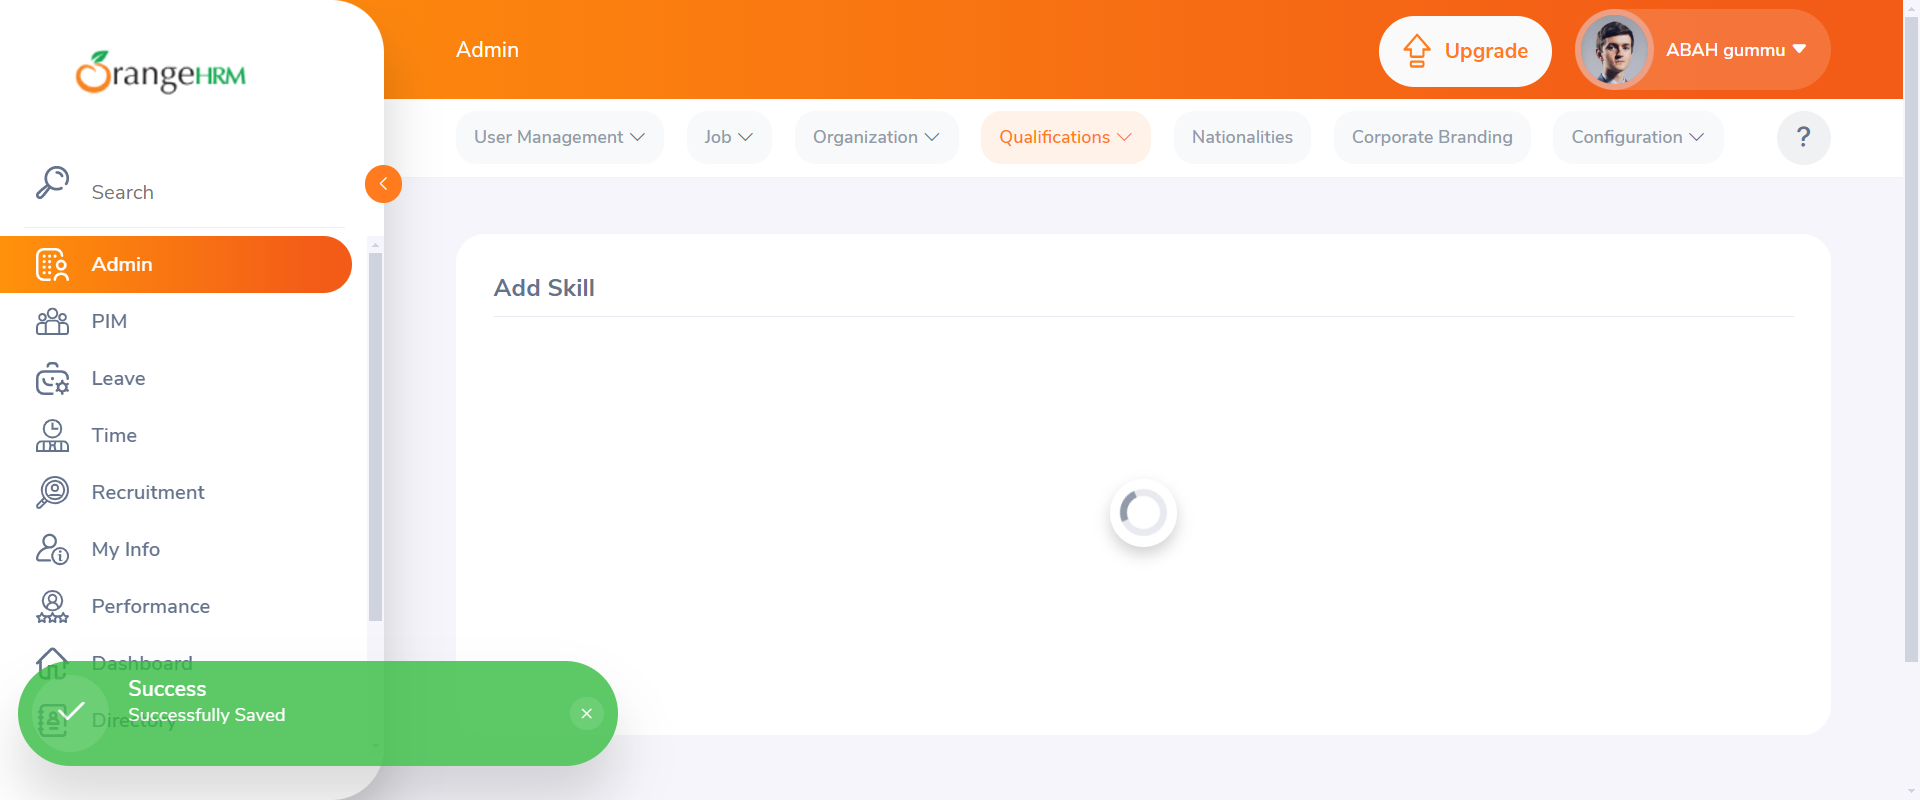 OrangeHRM
Admin
Upgrade
ABAH gummu
User Management
Job
Organization
Qualifications
Nationalities
Corporate Branding
Configuration
?
Search
Admin
PIM
Leave
Time
Recruitment
My Info
Performance
Dashboard
Directory
Add Skill
Success
Successfully Saved